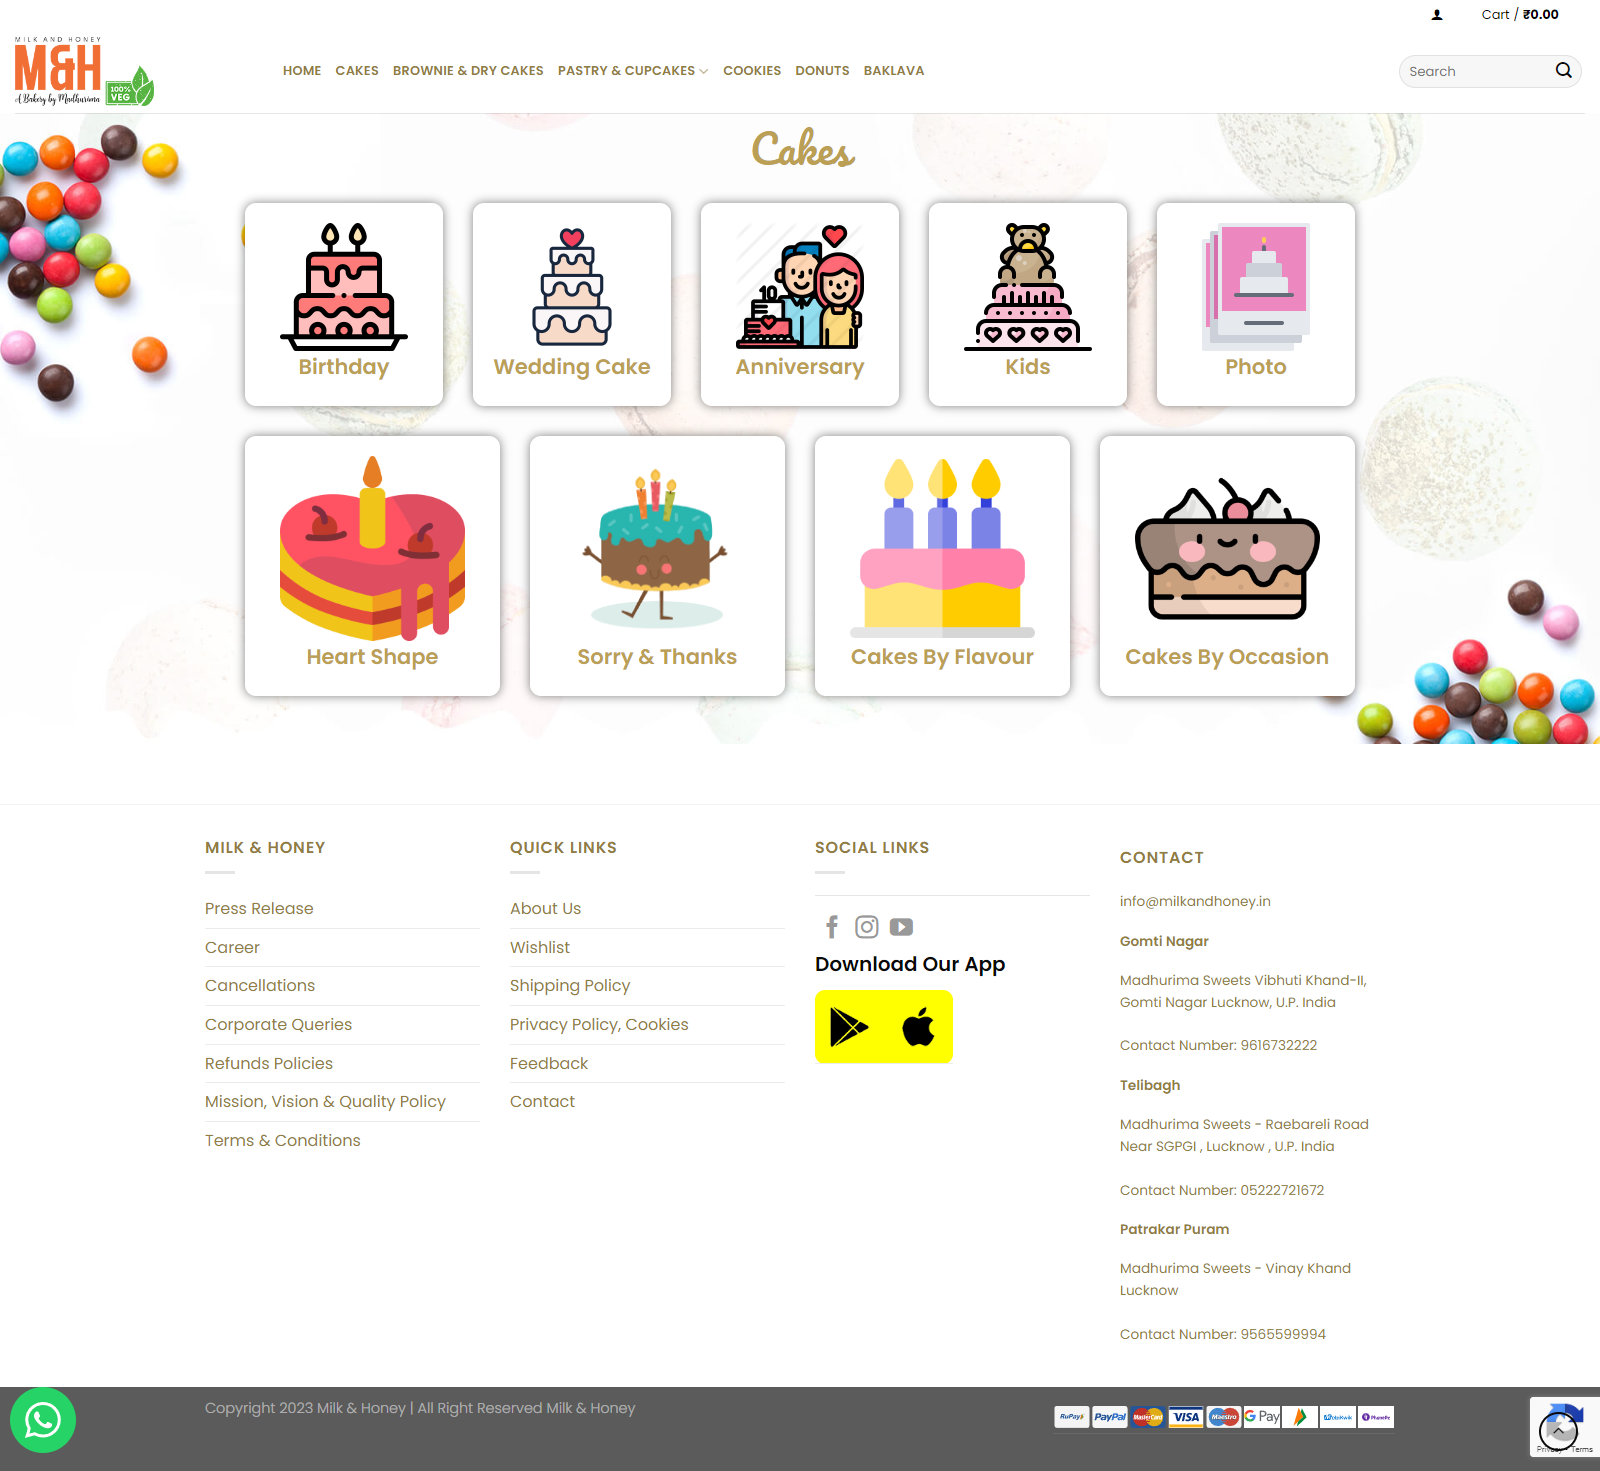 Cart / ₹0.00
MILK AND HONEY
M&H
A Bakery by Madhurima
100% VEG
HOME CAKES BROWNIE & DRY CAKES PASTRY & CUPCAKES COOKIES DONUTS BAKLAVA
Search
Cakes
10
Birthday
Wedding Cake
Anniversary
Kids
Photo
Heart Shape
Sorry & Thanks
Cakes By Flavour
Cakes By Occasion
MILK & HONEY
Press Release
Career
Cancellations
Corporate Queries
Refunds Policies
Mission, Vision & Quality Policy
Terms & Conditions
QUICK LINKS
About Us
Wishlist
Shipping Policy
Privacy Policy, Cookies
Feedback
Contact
SOCIAL LINKS
Download Our App
CONTACT
info@milkandhoney.in
Gomti Nagar
Madhurima Sweets Vibhuti Khand-II,
Gomti Nagar Lucknow, U.P. India
Contact Number: 9616732222
Telibagh
Madhurima Sweets - Raebareli Road
Near SGPGI , Lucknow , U.P. India
Contact Number: 05222721672
Patrakar Puram
Madhurima Sweets - Vinay Khand
Lucknow
Contact Number: 9565599994
Copyright 2023 Milk & Honey | All Right Reserved Milk & Honey
RuPay PayPal MasterCard VISA Maestro G Pay MobiKwik PhonePe
Privacy - Terms